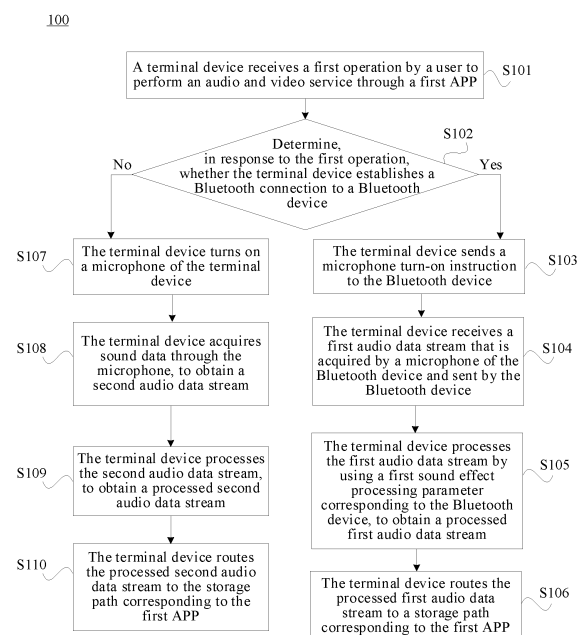 100
A terminal device receives a first operation by a user to
perform an audio and video service through a first APP
S101
Determine,
in response to the first operation,
whether the terminal device establishes a
Bluetooth connection to a Bluetooth
device
S102
No
Yes
S107
The terminal device turns on
a microphone of the terminal
device
The terminal device sends a
microphone turn-on instruction
to the Bluetooth device
S103
S108
The terminal device acquires
sound data through the
microphone, to obtain a
second audio data stream
The terminal device receives a
first audio data stream that is
acquired by a microphone of the
Bluetooth device and sent by the
Bluetooth device
S104
S109
The terminal device processes
the second audio data stream,
to obtain a processed second
audio data stream
The terminal device processes
the first audio data stream by
using a first sound effect
processing parameter
corresponding to the Bluetooth
device, to obtain a processed
first audio data stream
S105
S110
The terminal device routes
the processed second audio
data stream to the storage
path corresponding to the
first APP
The terminal device routes the
processed first audio data
stream to a storage path
corresponding to the first APP
S106